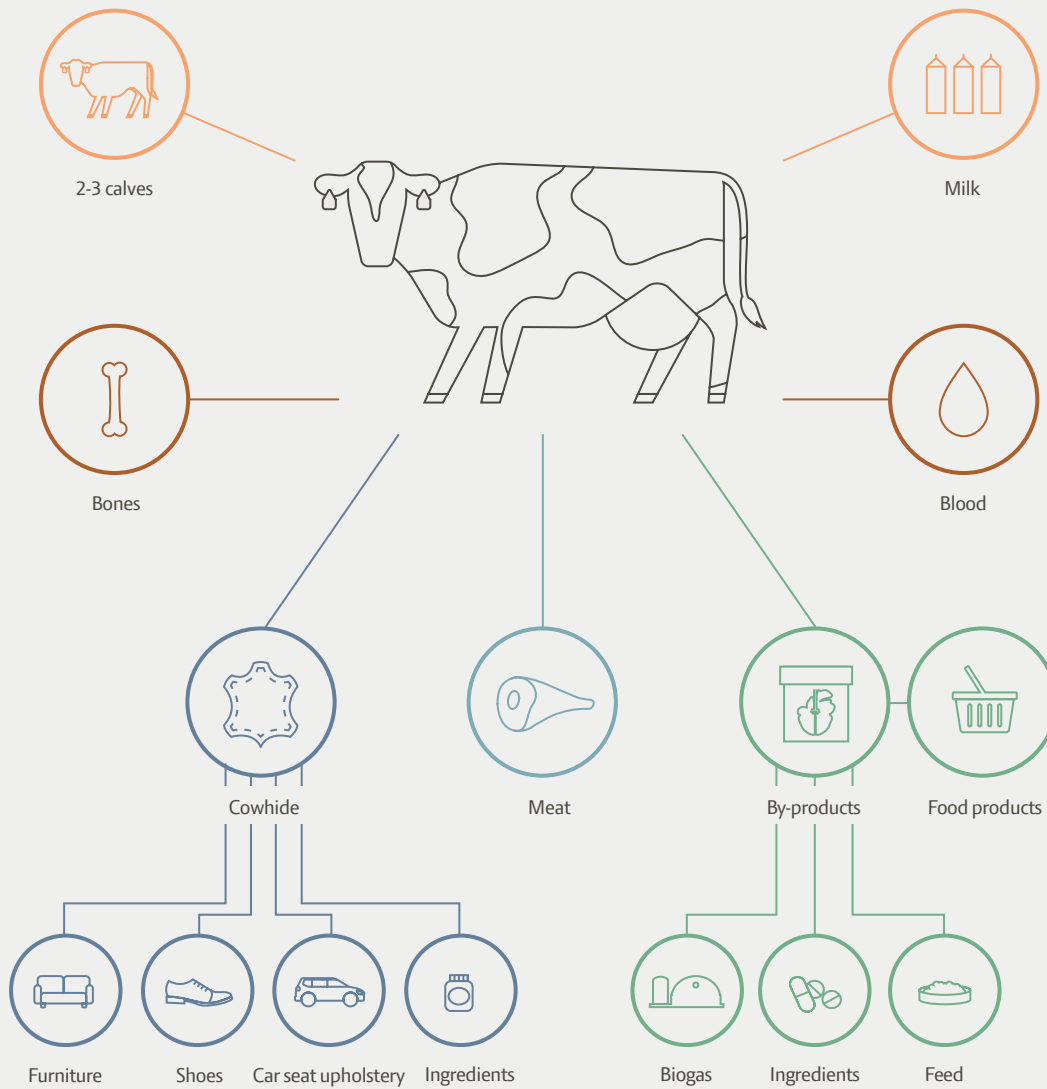 2-3 calves
Milk
Bones
Blood
Cowhide
Meat
By-products
Food products
Furniture
Shoes
Car seat upholstery
Ingredients
Biogas
Ingredients
Feed